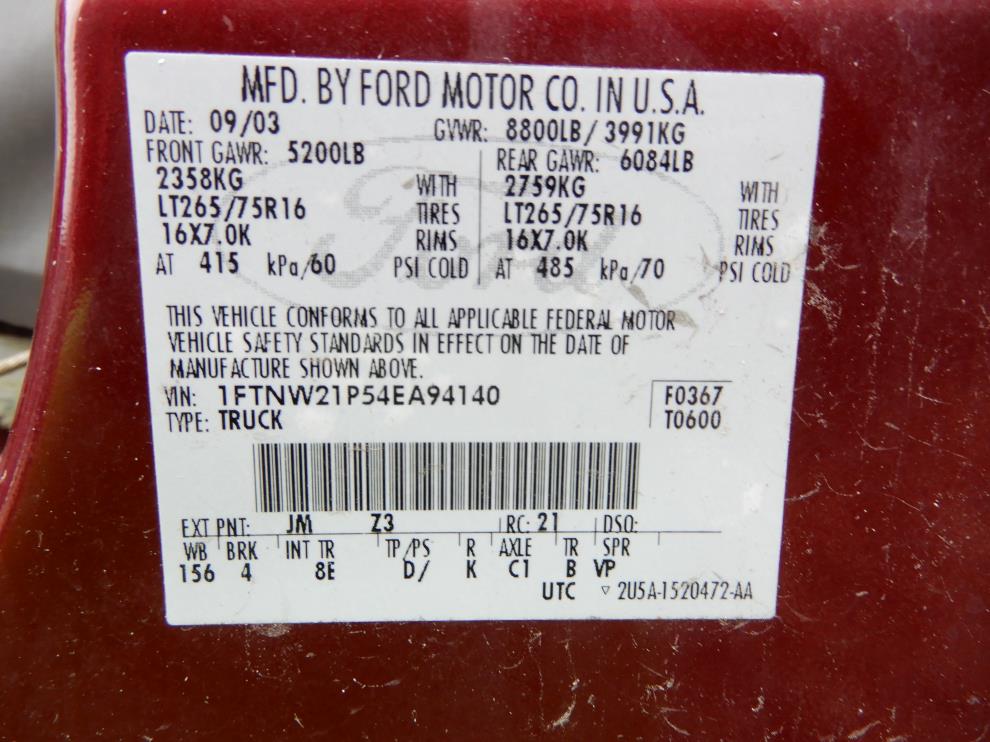 MFD. BY FORD MOTOR CO. IN U.S.A.
DATE: 09/03 GVWR: 8800LB/ 3991KG
FRONT GAWR: 5200LB REAR GAWR: 6084LB
2358KG WITH 2759KG WITH
LT265/75R16 TIRES LT265/75R16 TIRES
16X7.0K RIMS 16X7.0K RIMS
AT 415 kPa/60 PSI COLD AT 485 kPa/70 PSI COLD
Ford
THIS VEHICLE CONFORMS TO ALL APPLICABLE FEDERAL MOTOR
VEHICLE SAFETY STANDARDS IN EFFECT ON THE DATE OF
MANUFACTURE SHOWN ABOVE.
VIN: 1FTNW21P54EA94140 F0367
TYPE: TRUCK T0600
EXT PNT: JM Z3 RC: 21 DSO:
WB BRK INT TR TP/PS R AXLE TR SPR
156 4 8E D/ K C1 B VP
UTC ▽ 2U5A-1520472-AA